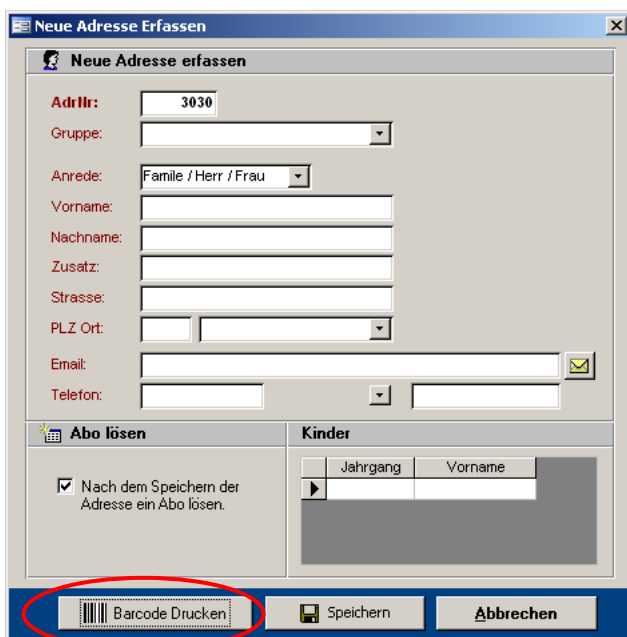 Neue Adresse Erfassen
Neue Adresse erfassen
AdrNr: 3030
Gruppe:
Anrede: Famile / Herr / Frau
Vorname:
Nachname:
Zusatz:
Strasse:
PLZ Ort:
Email:
Telefon:
Abo lösen
Nach dem Speichern der
Adresse ein Abo lösen.
Kinder
Jahrgang Vorname
Barcode Drucken Speichern Abbrechen